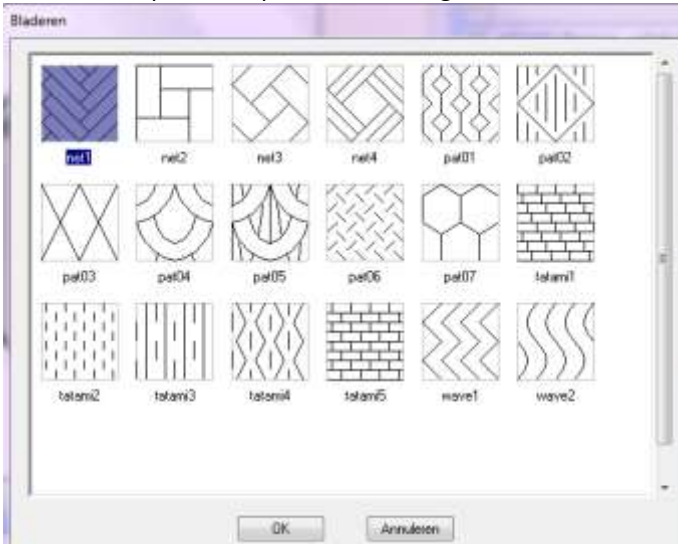 Bladeren
net1 net2 net3 net4 pat01 pat02
pat03 pat04 pat05 pat06 pat07 tatami1
tatami2 tatami3 tatami4 tatami5 wave1 wave2
OK Annuleren